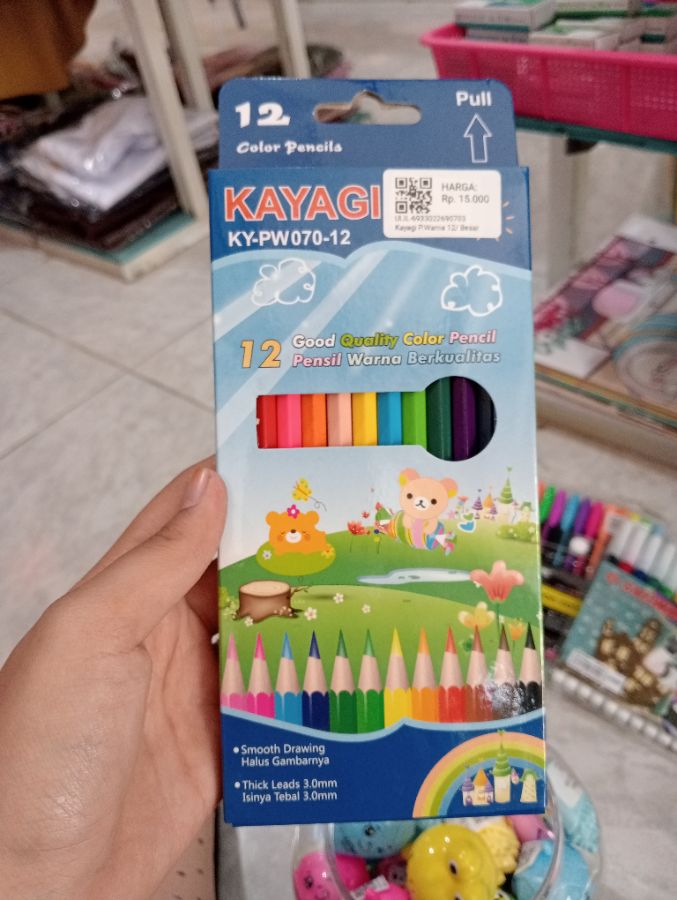 12
Pull
Color Pencils
KAYAGI
HARGA:
Rp. 15.000
Kayagi P.Warna 12/ Besar
KY-PW070-12
12 Good Quality Color Pencil
Pensil Warna Berkualitas
• Smooth Drawing
Halus Gambarnya
• Thick Leads 3.0mm
Isinya Tebal 3.0mm